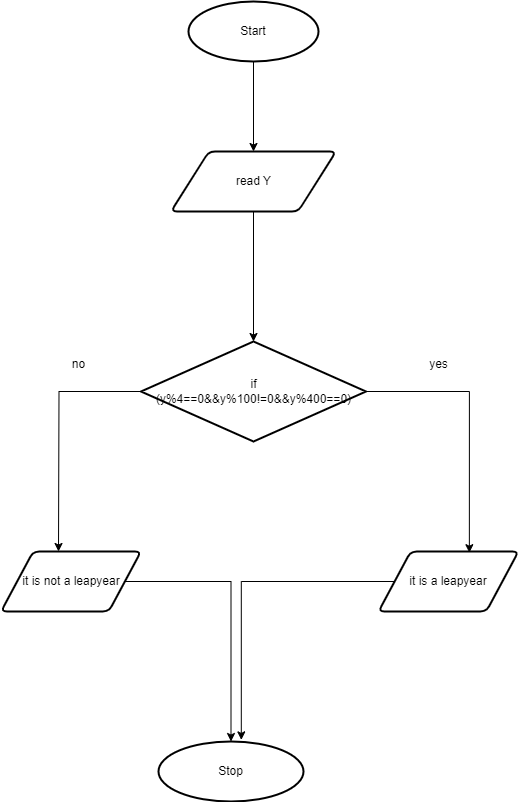 Start
read Y
if
(y%4==0&&y%100!=0&&y%400==0)
no
yes
it is not a leapyear
it is a leapyear
Stop